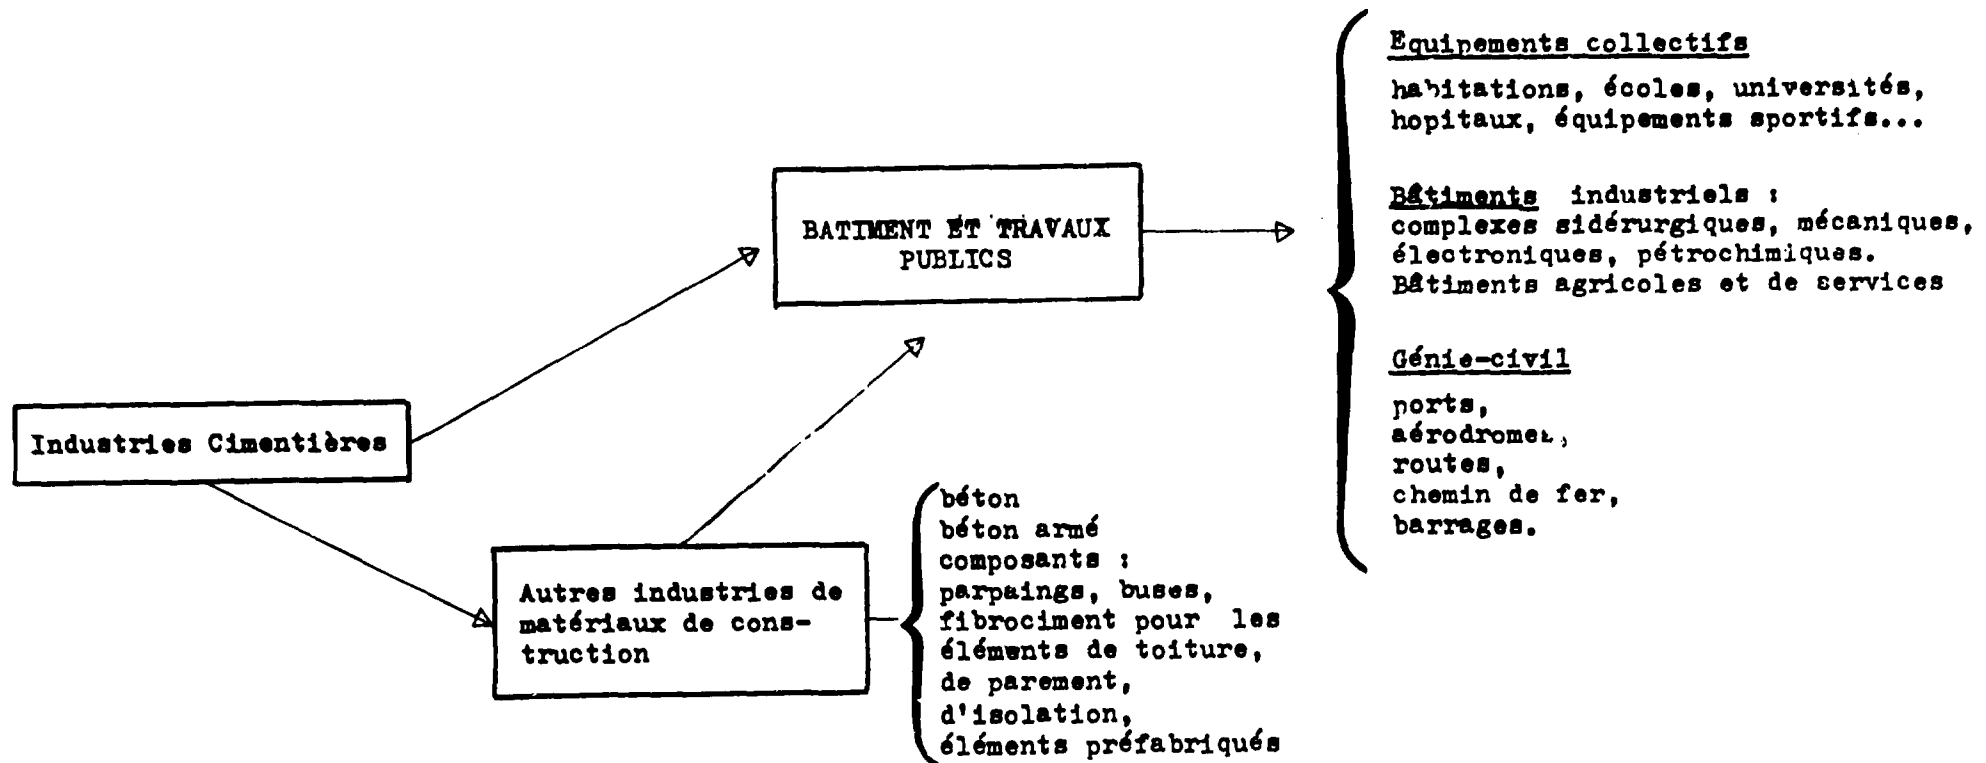 Equipements collectifs
habitations, écoles, universités,
hopitaux, équipements sportifs...
Bâtiments industriels :
complexes sidérurgiques, mécaniques,
électroniques, pétrochimiques.
Bâtiments agricoles et de services
Génie-civil
ports,
aérodromes,
routes,
chemin de fer,
barrages.
BATIMENT ET TRAVAUX
PUBLICS
Industries Cimentières
Autres industries de
matériaux de cons-
truction
béton
béton armé
composants :
parpaings, buses,
fibrociment pour les
éléments de toiture,
de parement,
d'isolation,
éléments préfabriqués